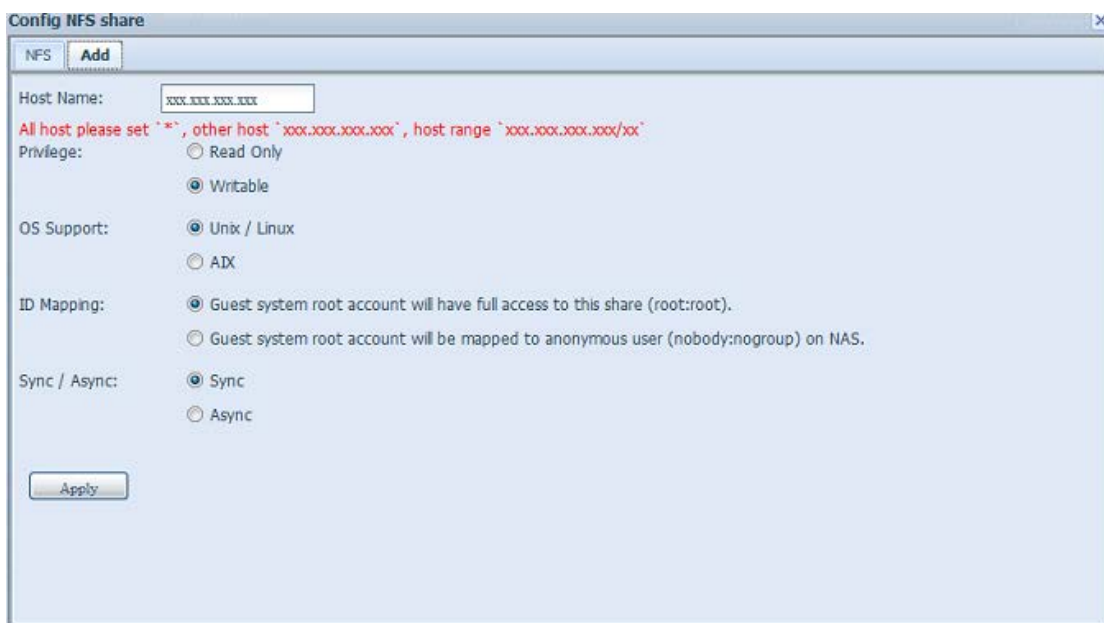 Config NFS share
NFS Add
Host Name: xxx.xxx.xxx.xxx
All host please set `*`, other host `xxx.xxx.xxx.xxx`, host range `xxx.xxx.xxx.xxx/xx`
Privilege: Read Only
Writable
OS Support: Unix / Linux
AIX
ID Mapping: Guest system root account will have full access to this share (root:root).
Guest system root account will be mapped to anonymous user (nobody:nogroup) on NAS.
Sync / Async: Sync
Async
Apply